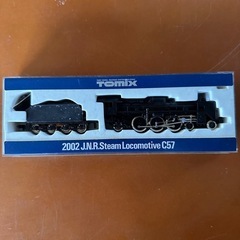 TOMIX
2002 J.N.R. Steam Locomotive C57